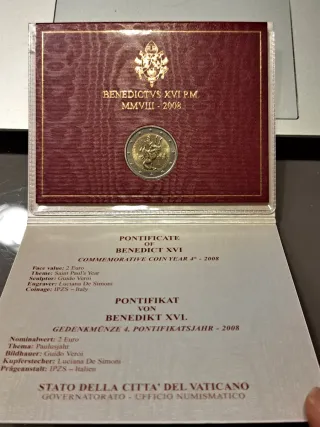 BENEDICTVS XVI P.M.
MMVIII - 2008
PONTIFICATE
OF
BENEDICT XVI
COMMEMORATIVE COIN YEAR 4° - 2008
Face value: 2 Euro
Theme: Saint Paul's Year
Sculptor: Guido Veroi
Engraver: Luciana De Simoni
Coinage: IPZS - Italy
PONTIFIKAT
VON
BENEDIKT XVI.
GEDENKMÜNZE 4. PONTIFIKATSJAHR - 2008
Nominalwert: 2 Euro
Thema: Paulusjahr
Bildhauer: Guido Veroi
Kupferstecher: Luciana De Simoni
Prägeanstalt: IPZS - Italien
STATO DELLA CITTA' DEL VATICANO
GOVERNATORATO - UFFICIO NUMISMATICO